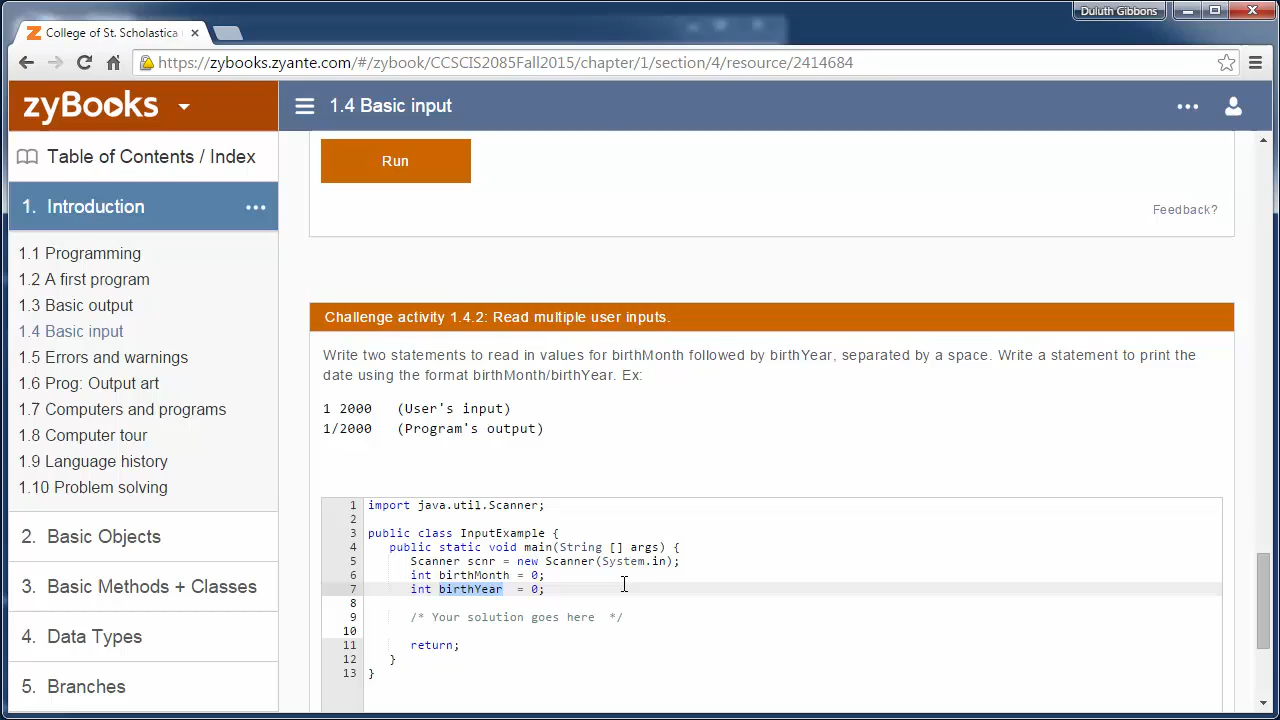 Duluth Gibbons
College of St. Scholastica
https://zybooks.zyante.com/#/zybook/CCSCIS2085Fall2015/chapter/1/section/4/resource/2414684
zyBooks
1.4 Basic input
Table of Contents / Index
1. Introduction
1.1 Programming
1.2 A first program
1.3 Basic output
1.4 Basic input
1.5 Errors and warnings
1.6 Prog: Output art
1.7 Computers and programs
1.8 Computer tour
1.9 Language history
1.10 Problem solving
2. Basic Objects
3. Basic Methods + Classes
4. Data Types
5. Branches
Run
Feedback?
Challenge activity 1.4.2: Read multiple user inputs.
Write two statements to read in values for birthMonth followed by birthYear, separated by a space. Write a statement to print the
date using the format birthMonth/birthYear. Ex:
1 2000 (User's input)
1/2000 (Program's output)
1 import java.util.Scanner;
2
3 public class InputExample {
4 public static void main(String [] args) {
5 Scanner scnr = new Scanner(System.in);
6 int birthMonth = 0;
7 int birthYear = 0;
8
9 /* Your solution goes here */
10
11 return;
12 }
13 }